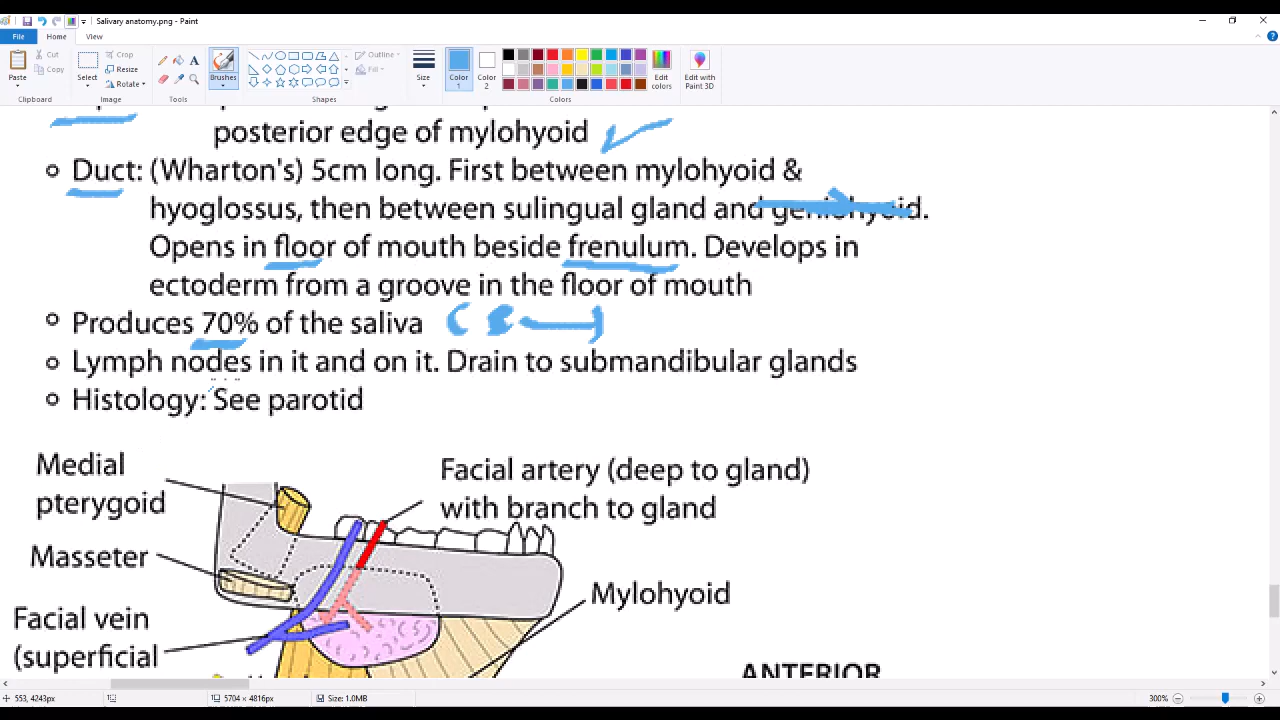 Salivary anatomy.png - Paint
File Home View
Paste Cut Copy Clipboard
Select Crop Resize Rotate Image
Tools
Brushes
Outline Fill Shapes
Size
Color 1 Color 2 Edit colors Colors
Edit with Paint 3D
posterior edge of mylohyoid
Duct: (Wharton's) 5cm long. First between mylohyoid &
hyoglossus, then between sulingual gland and geniohyoid.
Opens in floor of mouth beside frenulum. Develops in
ectoderm from a groove in the floor of mouth
Produces 70% of the saliva
Lymph nodes in it and on it. Drain to submandibular glands
Histology: See parotid
Medial
pterygoid
Facial artery (deep to gland)
with branch to gland
Masseter
Mylohyoid
Facial vein
(superficial
ANTERIOR
553, 4243px 5704 × 4816px Size: 1.0MB 300%